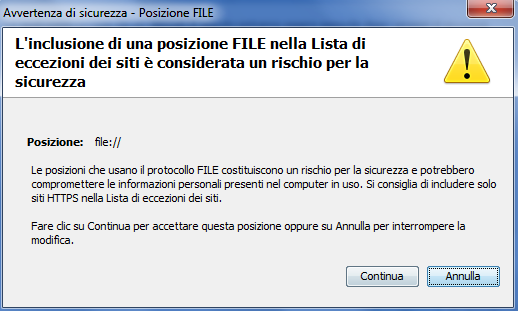 Avvertenza di sicurezza - Posizione FILE
L'inclusione di una posizione FILE nella Lista di
eccezioni dei siti è considerata un rischio per la
sicurezza
Posizione: file://
Le posizioni che usano il protocollo FILE costituiscono un rischio per la sicurezza e potrebbero
compromettere le informazioni personali presenti nel computer in uso. Si consiglia di includere solo
siti HTTPS nella Lista di eccezioni dei siti.
Fare clic su Continua per accettare questa posizione oppure su Annulla per interrompere la
modifica.
Continua Annulla